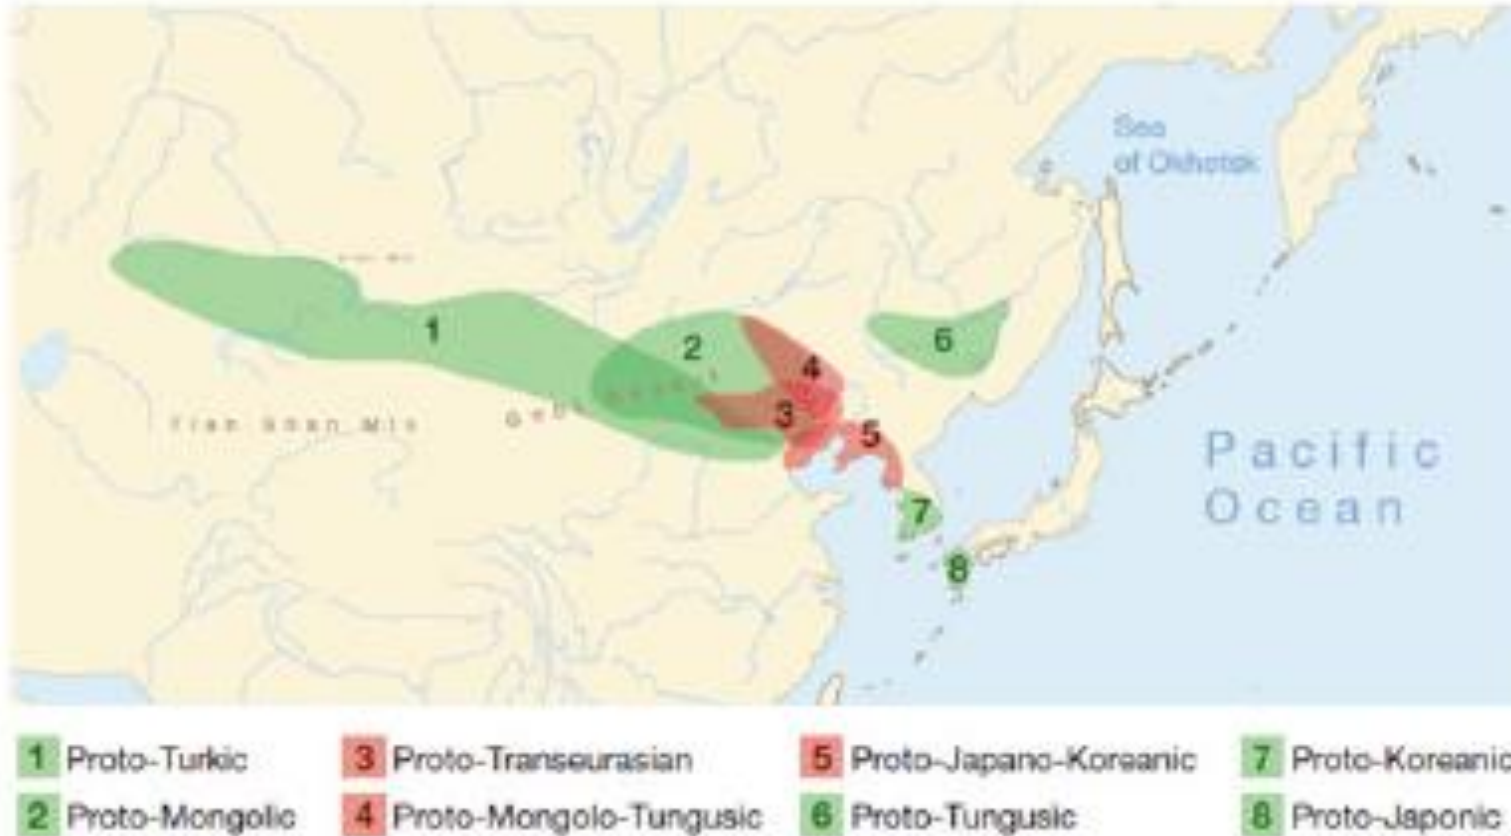 Sea
of Okhotsk
1
2
6
4
3
5
Tian Shan Mts
Pacific
Ocean
7
8
1 Proto-Turkic
3 Proto-Transeurasian
5 Proto-Japano-Koreanic
7 Proto-Koreanic
2 Proto-Mongolic
4 Proto-Mongolo-Tungusic
6 Proto-Tungusic
8 Proto-Japonic